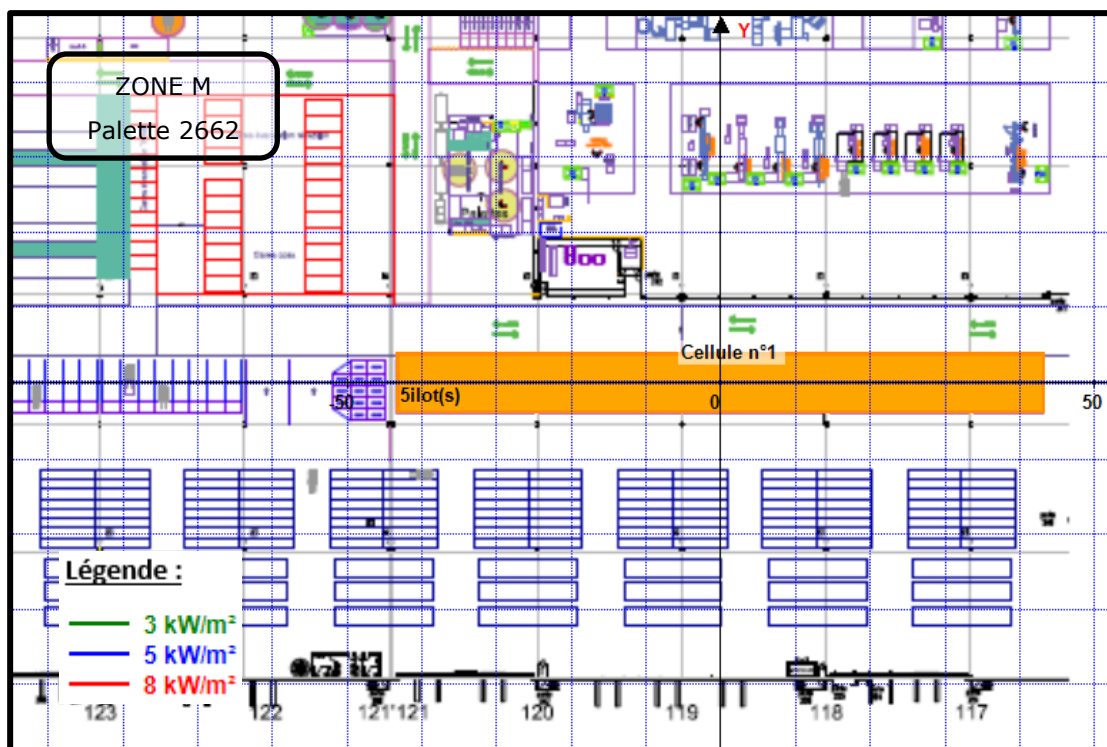 Y
ZONE M
Palette 2662
Cellule n°1
5ilot(s)
-50
0
50
Légende :
3 kW/m²
5 kW/m²
8 kW/m²
123
122
121'121
120
119
118
117